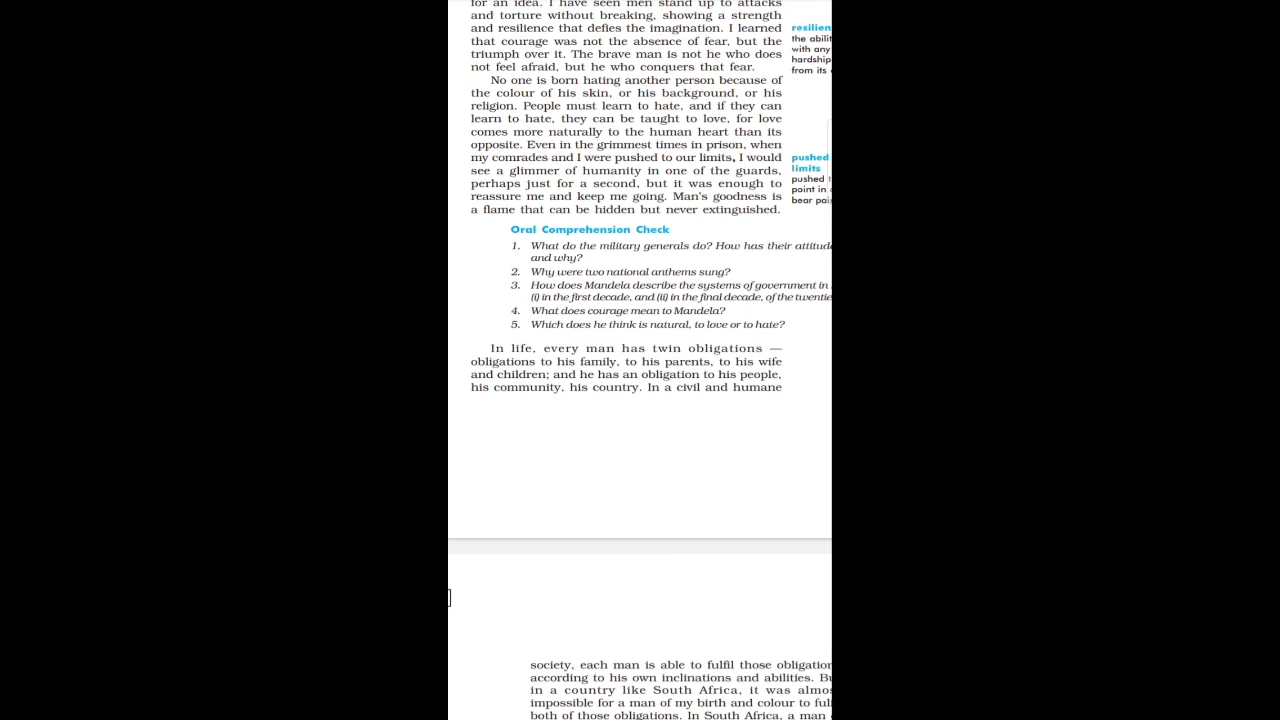 for an idea. I have seen men stand up to attacks
and torture without breaking, showing a strength
and resilience that defies the imagination. I learned
that courage was not the absence of fear, but the
triumph over it. The brave man is not he who does
not feel afraid, but he who conquers that fear.
No one is born hating another person because of
the colour of his skin, or his background, or his
religion. People must learn to hate, and if they can
learn to hate, they can be taught to love, for love
comes more naturally to the human heart than its
opposite. Even in the grimmest times in prison, when
my comrades and I were pushed to our limits, I would
see a glimmer of humanity in one of the guards,
perhaps just for a second, but it was enough to
reassure me and keep me going. Man's goodness is
a flame that can be hidden but never extinguished.
resilien
the abilit
with any
hardship
from its
pushed
limits
pushed
point in
bear pai
Oral Comprehension Check
1. What do the military generals do? How has their attitud
and why?
2. Why were two national anthems sung?
3. How does Mandela describe the systems of government in
(i) in the first decade, and (ii) in the final decade, of the twentie
4. What does courage mean to Mandela?
5. Which does he think is natural, to love or to hate?
In life, every man has twin obligations —
obligations to his family, to his parents, to his wife
and children; and he has an obligation to his people,
his community, his country. In a civil and humane
society, each man is able to fulfil those obligation
according to his own inclinations and abilities. Bu
in a country like South Africa, it was almos
impossible for a man of my birth and colour to ful
both of those obligations. In South Africa, a man